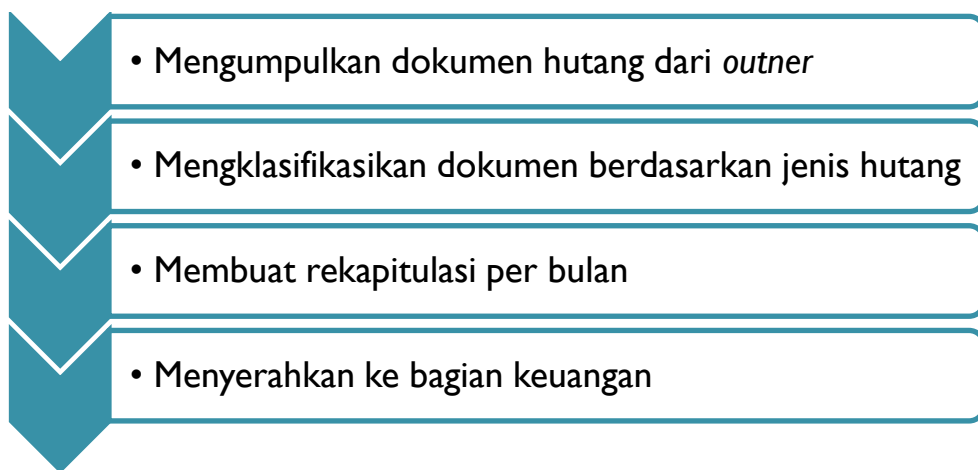 • Mengumpulkan dokumen hutang dari outner
• Mengklasifikasikan dokumen berdasarkan jenis hutang
• Membuat rekapitulasi per bulan
• Menyerahkan ke bagian keuangan